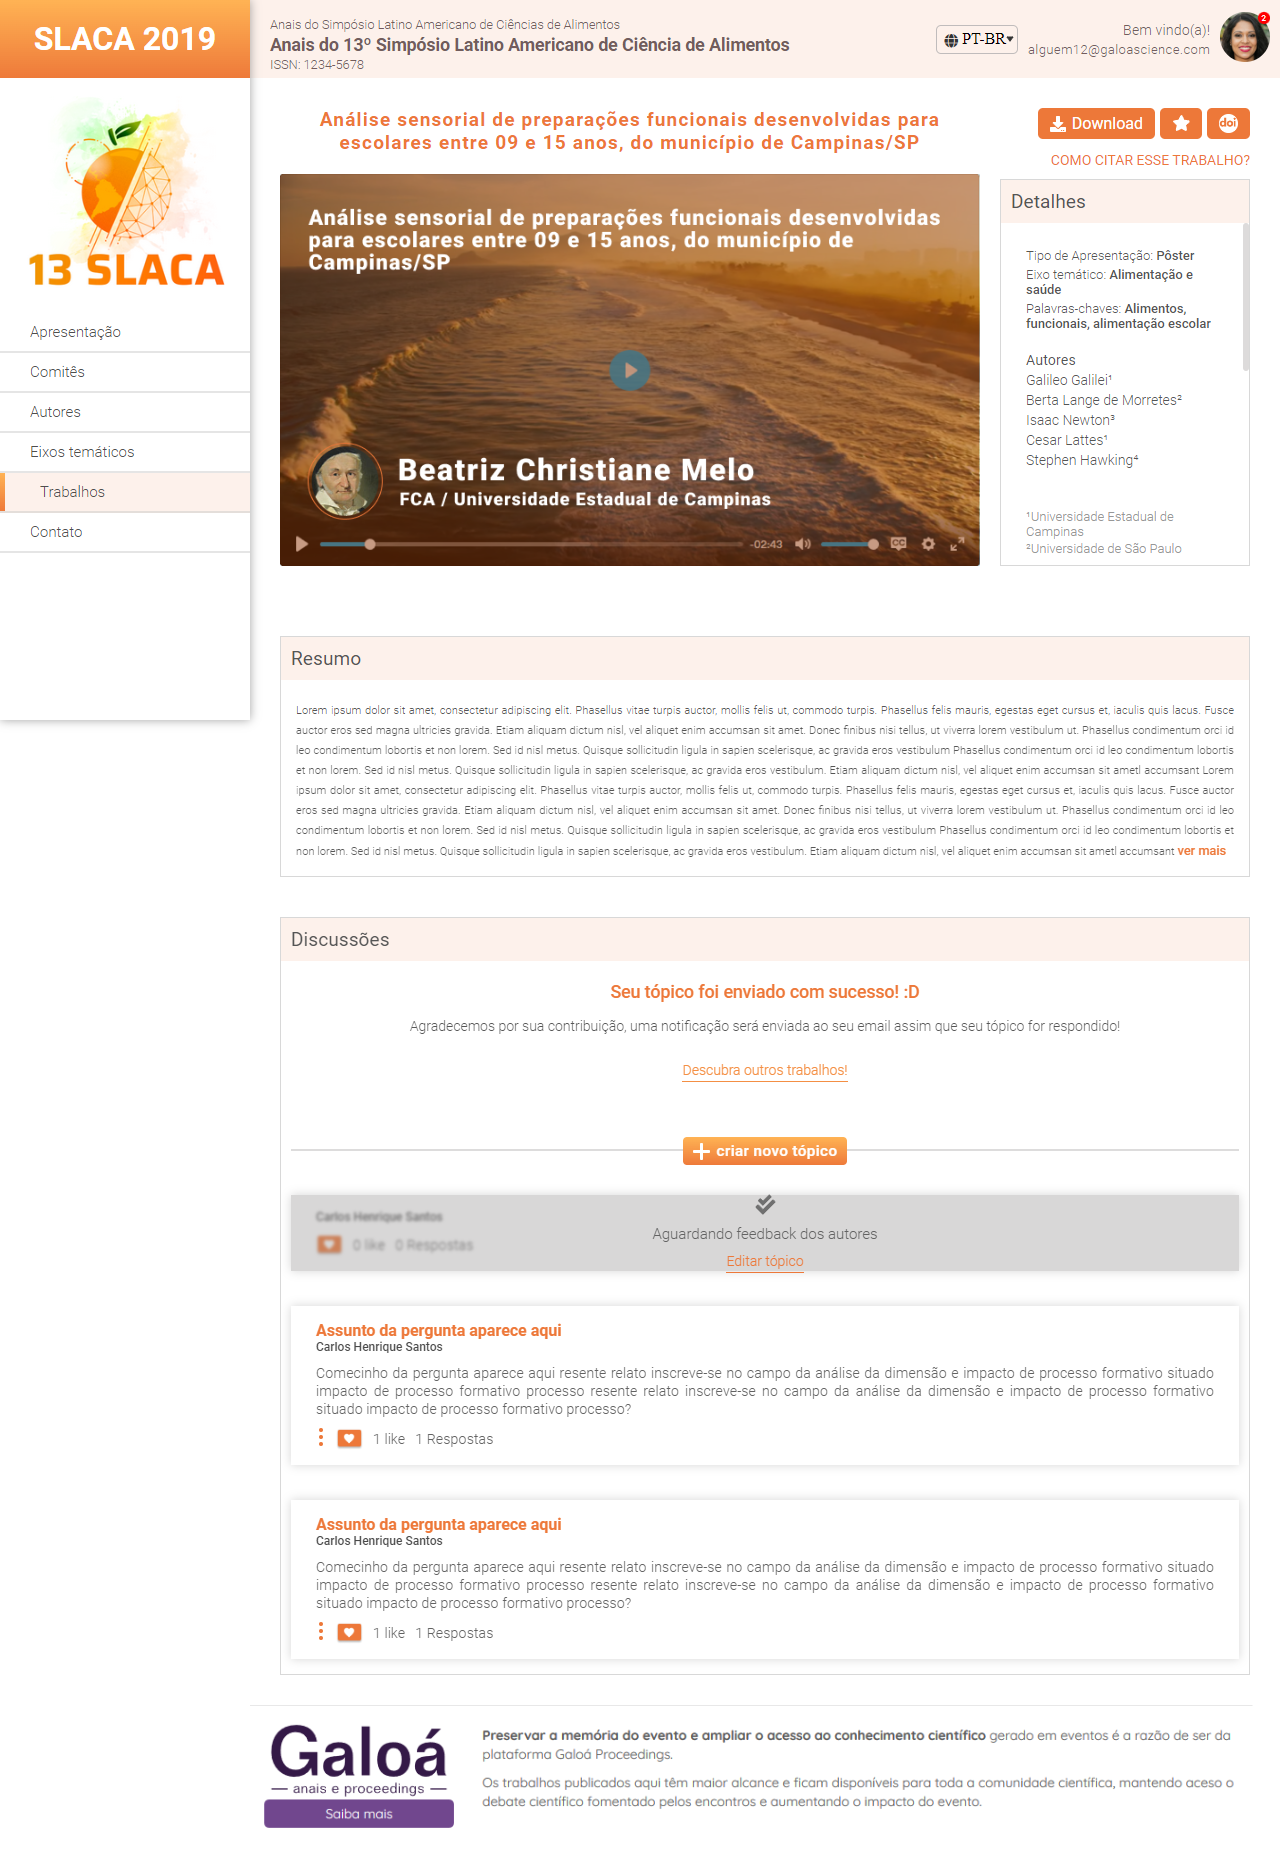 SLACA 2019
Anais do Simpósio Latino Americano de Ciências de Alimentos
Anais do 13º Simpósio Latino Americano de Ciência de Alimentos
ISSN: 1234-5678
PT-BR
Bem vindo(a)!
alguem12@galoascience.com
2
13 SLACA
Apresentação
Comitês
Autores
Eixos temáticos
Trabalhos
Contato
Análise sensorial de preparações funcionais desenvolvidas para
escolares entre 09 e 15 anos, do município de Campinas/SP
Download
doi
COMO CITAR ESSE TRABALHO?
Análise sensorial de preparações funcionais desenvolvidas
para escolares entre 09 e 15 anos, do município de
Campinas/SP
Beatriz Christiane Melo
FCA / Universidade Estadual de Campinas
-02:43
CC
Detalhes
Tipo de Apresentação: Pôster
Eixo temático: Alimentação e
saúde
Palavras-chaves: Alimentos,
funcionais, alimentação escolar
Autores
Galileo Galilei¹
Berta Lange de Morretes²
Isaac Newton³
Cesar Lattes¹
Stephen Hawking⁴
¹Universidade Estadual de
Campinas
²Universidade de São Paulo
Resumo
Lorem ipsum dolor sit amet, consectetur adipiscing elit. Phasellus vitae turpis auctor, mollis felis ut, commodo turpis. Phasellus felis mauris, egestas eget cursus et, iaculis quis lacus. Fusce
auctor eros sed magna ultricies gravida. Etiam aliquam dictum nisl, vel aliquet enim accumsan sit amet. Donec finibus nisi tellus, ut viverra lorem vestibulum ut. Phasellus condimentum orci id
leo condimentum lobortis et non lorem. Sed id nisl metus. Quisque sollicitudin ligula in sapien scelerisque, ac gravida eros vestibulum Phasellus condimentum orci id leo condimentum lobortis
et non lorem. Sed id nisl metus. Quisque sollicitudin ligula in sapien scelerisque, ac gravida eros vestibulum. Etiam aliquam dictum nisl, vel aliquet enim accumsan sit ametl accumsant Lorem
ipsum dolor sit amet, consectetur adipiscing elit. Phasellus vitae turpis auctor, mollis felis ut, commodo turpis. Phasellus felis mauris, egestas eget cursus et, iaculis quis lacus. Fusce auctor
eros sed magna ultricies gravida. Etiam aliquam dictum nisl, vel aliquet enim accumsan sit amet. Donec finibus nisi tellus, ut viverra lorem vestibulum ut. Phasellus condimentum orci id leo
condimentum lobortis et non lorem. Sed id nisl metus. Quisque sollicitudin ligula in sapien scelerisque, ac gravida eros vestibulum Phasellus condimentum orci id leo condimentum lobortis et
non lorem. Sed id nisl metus. Quisque sollicitudin ligula in sapien scelerisque, ac gravida eros vestibulum. Etiam aliquam dictum nisl, vel aliquet enim accumsan sit ametl accumsant ver mais
Discussões
Seu tópico foi enviado com sucesso! :D
Agradecemos por sua contribuição, uma notificação será enviada ao seu email assim que seu tópico for respondido!
Descubra outros trabalhos!
criar novo tópico
Carlos Henrique Santos
0 like 0 Respostas
Aguardando feedback dos autores
Editar tópico
Assunto da pergunta aparece aqui
Carlos Henrique Santos
Comecinho da pergunta aparece aqui resente relato inscreve-se no campo da análise da dimensão e impacto de processo formativo situado
impacto de processo formativo processo resente relato inscreve-se no campo da análise da dimensão e impacto de processo formativo
situado impacto de processo formativo processo?
1 like 1 Respostas
Assunto da pergunta aparece aqui
Carlos Henrique Santos
Comecinho da pergunta aparece aqui resente relato inscreve-se no campo da análise da dimensão e impacto de processo formativo situado
impacto de processo formativo processo resente relato inscreve-se no campo da análise da dimensão e impacto de processo formativo
situado impacto de processo formativo processo?
1 like 1 Respostas
Galoá
anais e proceedings
Saiba mais
Preservar a memória do evento e ampliar o acesso ao conhecimento científico gerado em eventos é a razão de ser da
plataforma Galoá Proceedings.
Os trabalhos publicados aqui têm maior alcance e ficam disponíveis para toda a comunidade científica, mantendo aceso o
debate científico fomentado pelos encontros e aumentando o impacto do evento.